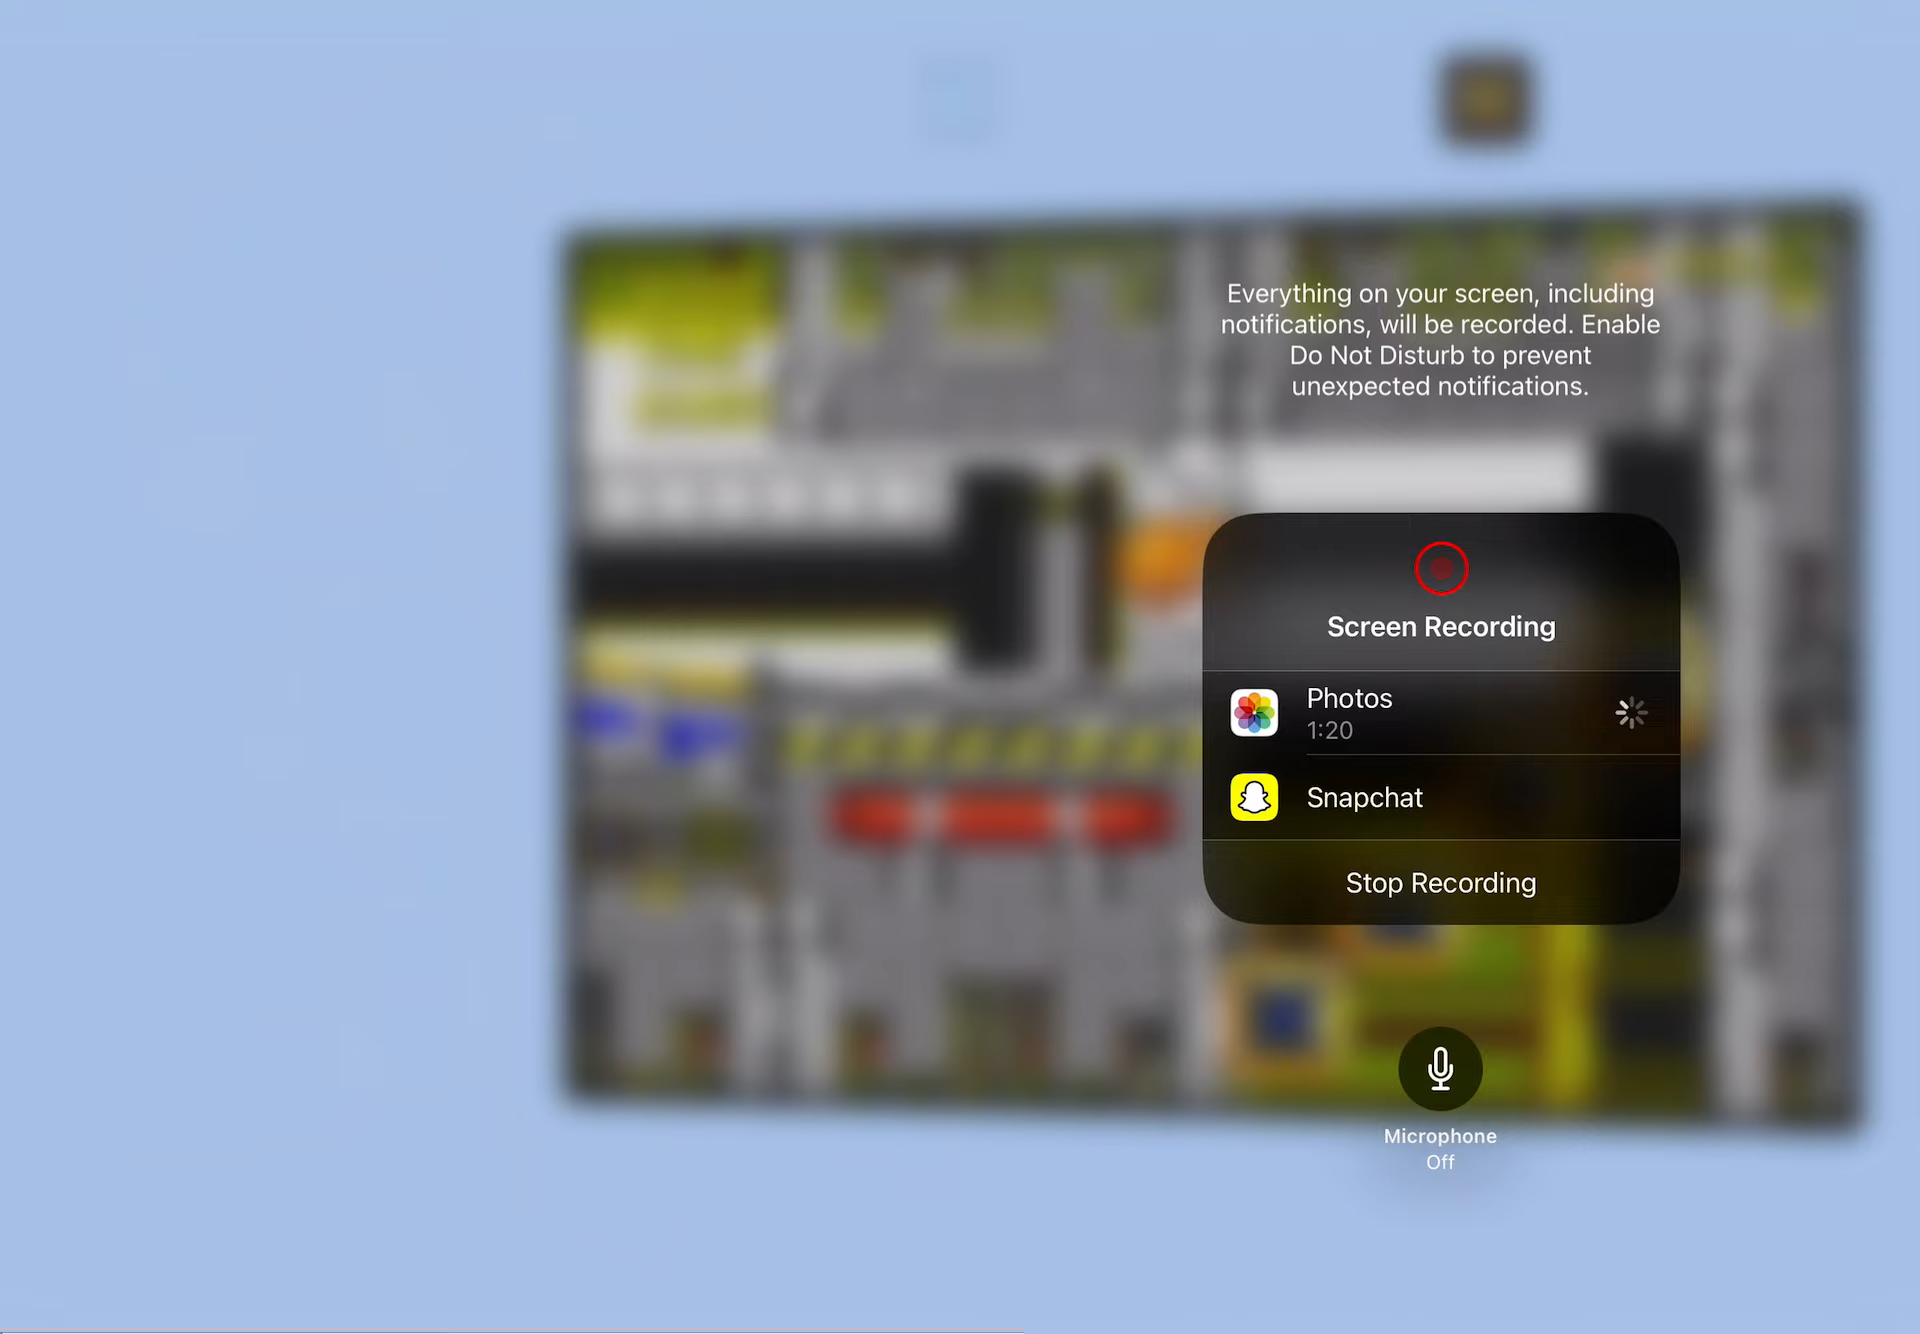 Everything on your screen, including
notifications, will be recorded. Enable
Do Not Disturb to prevent
unexpected notifications.
Screen Recording
Photos
1:20
Snapchat
Stop Recording
Microphone
Off